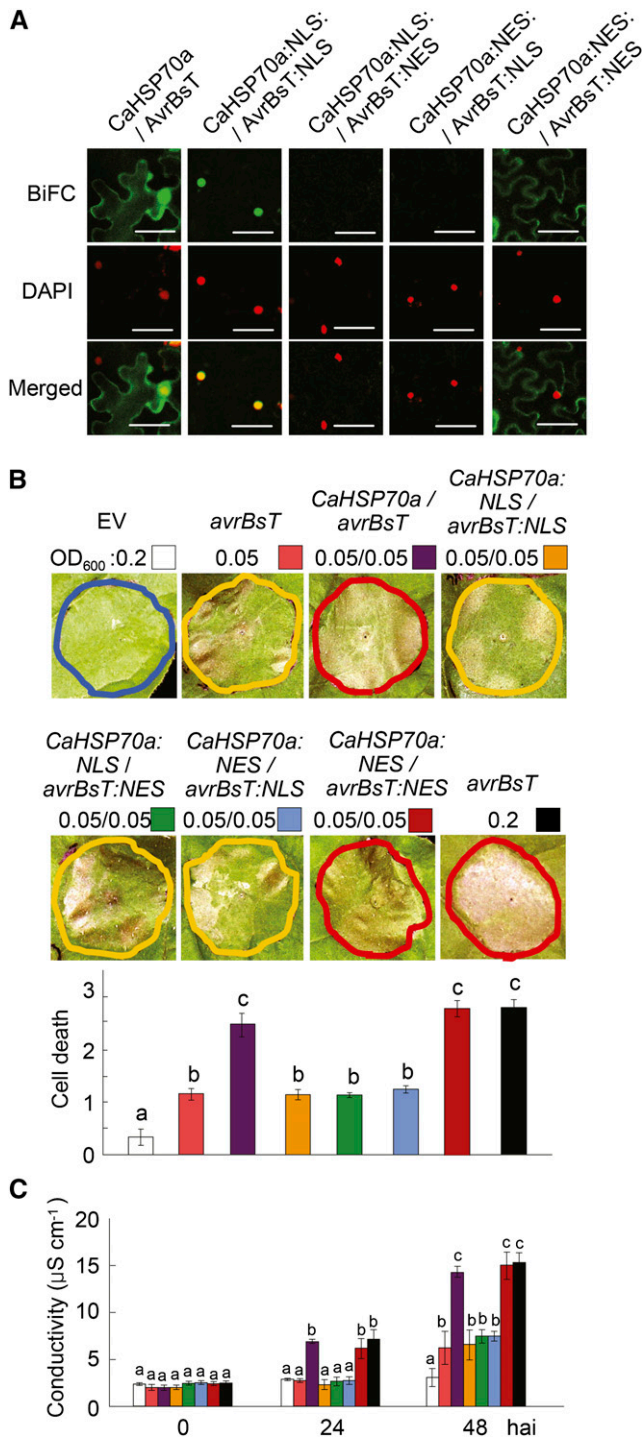 A
CaHSP70a / AvrBsT
CaHSP70a:NLS: / AvrBsT:NLS
CaHSP70a:NLS: / AvrBsT:NES
CaHSP70a:NES: / AvrBsT:NLS
CaHSP70a:NES: / AvrBsT:NES
BiFC
DAPI
Merged
B
EV
avrBsT
CaHSP70a / avrBsT
CaHSP70a: NLS / avrBsT:NLS
OD600 :0.2
0.05
0.05/0.05
0.05/0.05
CaHSP70a: NLS / avrBsT:NES
CaHSP70a: NES / avrBsT:NLS
CaHSP70a: NES / avrBsT:NES
avrBsT
0.05/0.05
0.05/0.05
0.05/0.05
0.2
Cell death
3
2
1
0
a b c b b b c c
C
Conductivity (µS cm-1)
20
15
10
5
0
a a a a a a a a
a a b a a a b b
a b c b b b c c
0 24 48 hai